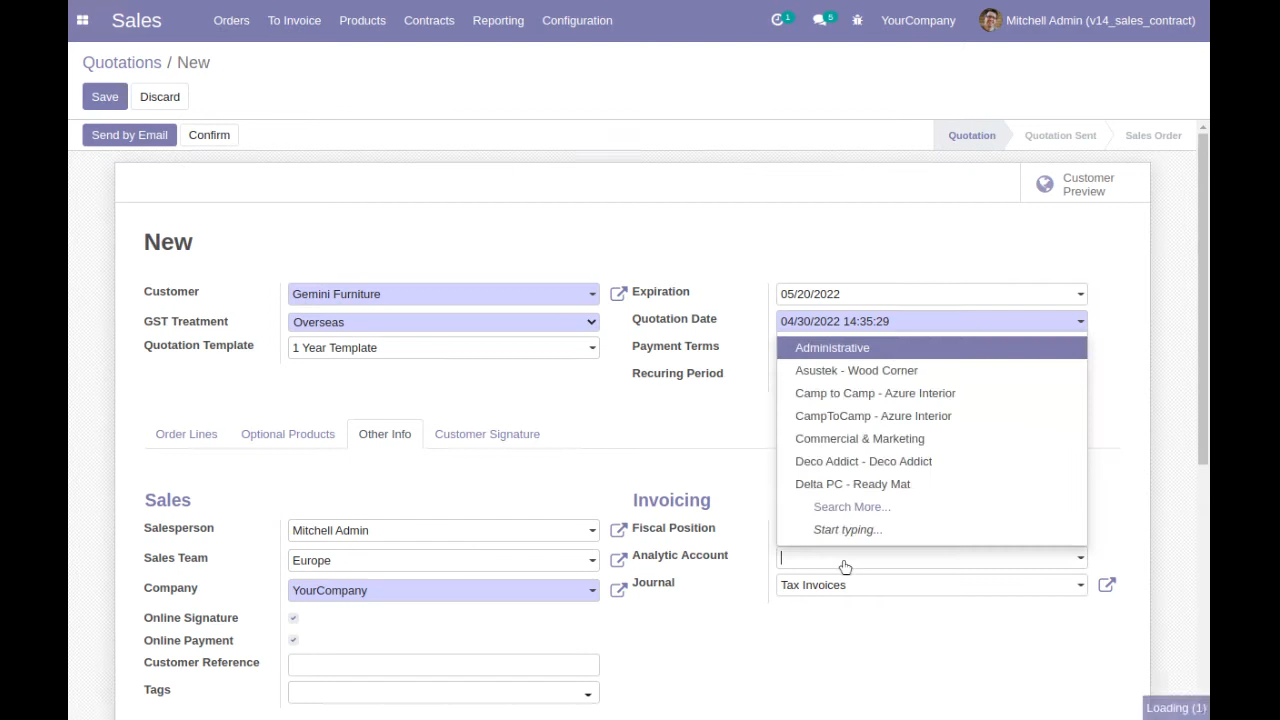 Sales Orders To Invoice Products Contracts Reporting Configuration 1 5 YourCompany Mitchell Admin (v14_sales_contract)
Quotations / New
Save Discard
Send by Email Confirm Quotation Quotation Sent Sales Order
Customer
Preview
New
Customer Gemini Furniture Expiration 05/20/2022
GST Treatment Overseas Quotation Date 04/30/2022 14:35:29
Quotation Template 1 Year Template Payment Terms
Recuring Period
Administrative
Asustek - Wood Corner
Camp to Camp - Azure Interior
CampToCamp - Azure Interior
Commercial & Marketing
Deco Addict - Deco Addict
Delta PC - Ready Mat
Search More...
Start typing...
Order Lines Optional Products Other Info Customer Signature
Sales Invoicing
Salesperson Mitchell Admin Fiscal Position
Sales Team Europe Analytic Account
Company YourCompany Journal Tax Invoices
Online Signature
Online Payment
Customer Reference
Tags
Loading (1)